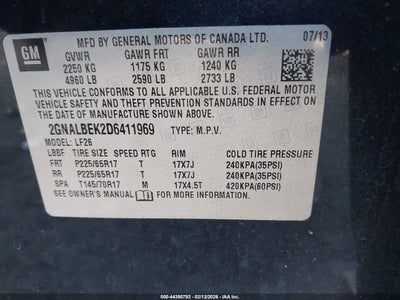 GM
MFD BY GENERAL MOTORS OF CANADA LTD. 07/13
GVWR GAWR FRT GAWR RR
2250 KG 1175 KG 1240 KG
4960 LB 2590 LB 2733 LB
THIS VEHICLE CONFORMS TO ALL APPLICABLE U.S. FEDERAL MOTOR
VEHICLE SAFETY AND THEFT PREVENTION STANDARDS IN EFFECT ON THE
DATE OF MANUFACTURE SHOWN ABOVE.
2GNALBEK2D6411969 TYPE: M.P.V.
MODEL: LF26
LBBF TIRE SIZE SPEED RTG RIM COLD TIRE PRESSURE
FRT P225/65R17 T 17X7J 240KPA(35PSI)
RR P225/65R17 T 17X7J 240KPA(35PSI)
SPA T145/70R17 M 17X4.5T 420KPA(60PSI)
SEE OWNER'S MANUAL FOR ADDITIONAL INFORMATION.
000-44390792 - 02/13/2026 - IAA Holdings, LLC